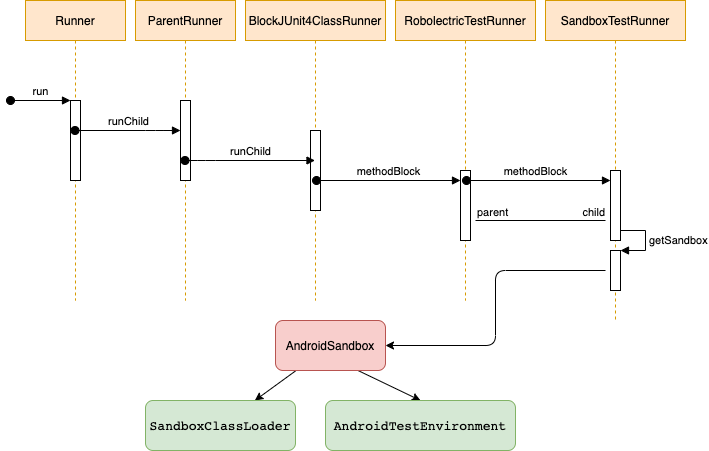 Runner
ParentRunner
BlockJUnit4ClassRunner
RobolectricTestRunner
SandboxTestRunner
run
runChild
runChild
methodBlock
methodBlock
parent
child
getSandbox
AndroidSandbox
SandboxClassLoader
AndroidTestEnvironment